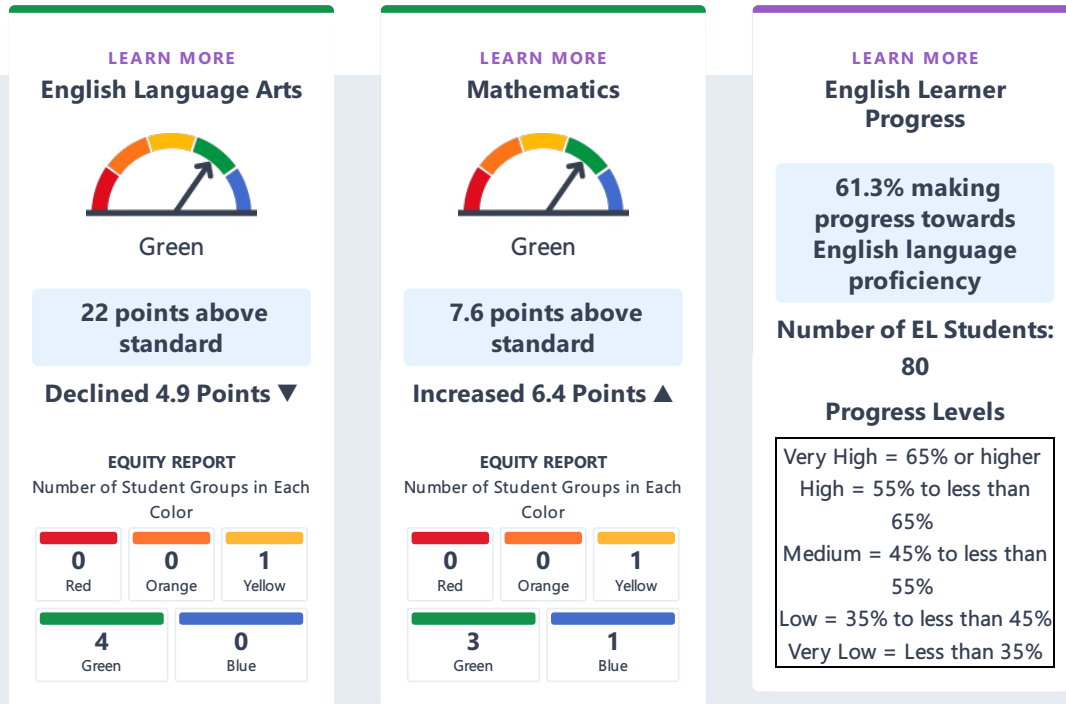 LEARN MORE
English Language Arts
Green
22 points above
standard
Declined 4.9 Points ▼
EQUITY REPORT
Number of Student Groups in Each
Color
0
Red
0
Orange
1
Yellow
4
Green
0
Blue
LEARN MORE
Mathematics
Green
7.6 points above
standard
Increased 6.4 Points ▲
EQUITY REPORT
Number of Student Groups in Each
Color
0
Red
0
Orange
1
Yellow
3
Green
1
Blue
LEARN MORE
English Learner
Progress
61.3% making
progress towards
English language
proficiency
Number of EL Students:
80
Progress Levels
Very High = 65% or higher
High = 55% to less than
65%
Medium = 45% to less than
55%
Low = 35% to less than 45%
Very Low = Less than 35%